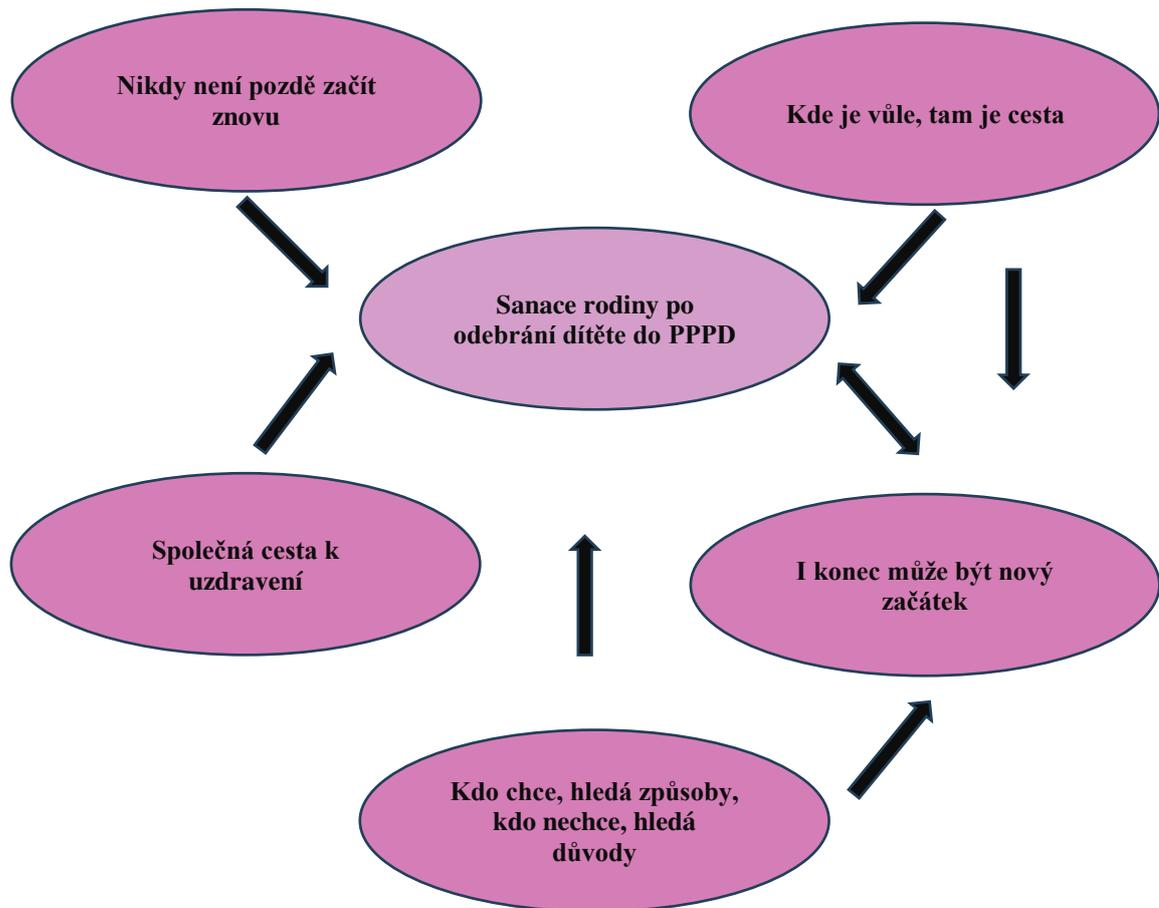 Nikdy není pozdě začít
znovu
Kde je vůle, tam je cesta
Sanace rodiny po
odebrání dítěte do PPPD
Společná cesta k
uzdravení
I konec může být nový
začátek
Kdo chce, hledá způsoby,
kdo nechce, hledá
důvody